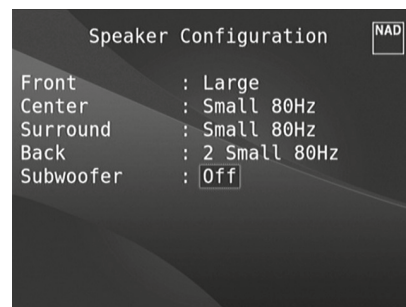 Speaker Configuration
NAD
Front : Large
Center : Small 80Hz
Surround : Small 80Hz
Back : 2 Small 80Hz
Subwoofer : Off